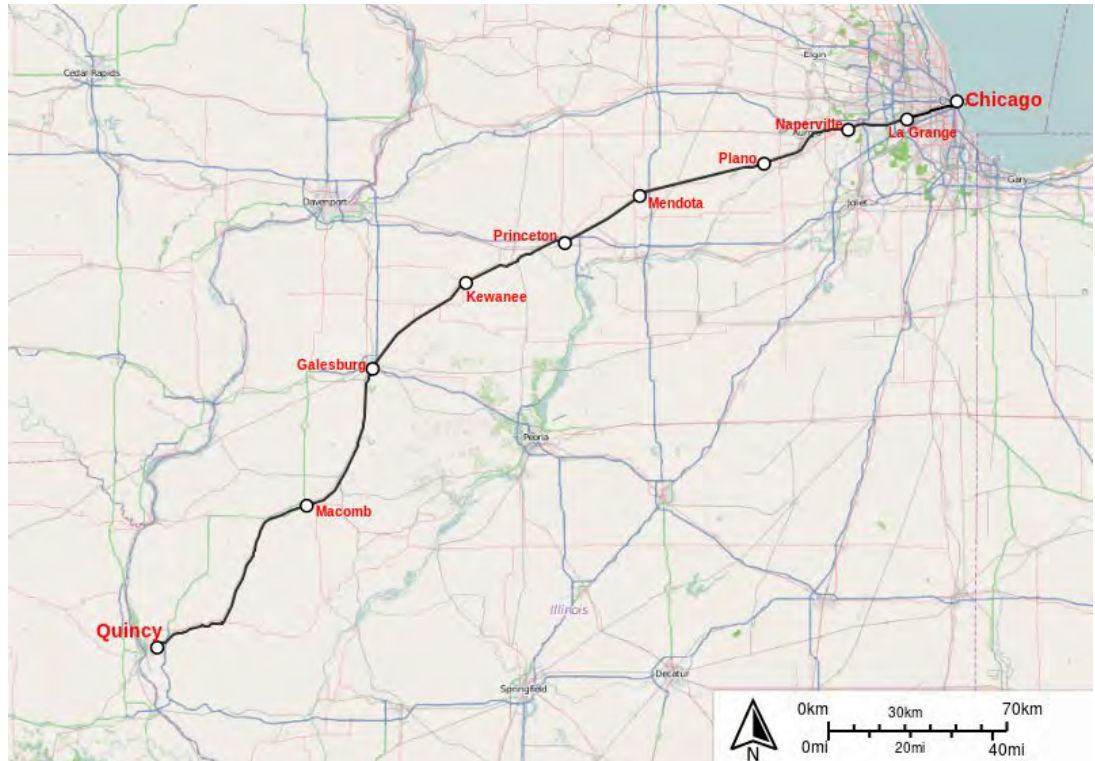 Elgin
Cedar Rapids
Chicago
Naperville
La Grange
Plano
Gary
Davenport
Mendota
Joliet
Princeton
Kewanee
Galesburg
Peoria
Macomb
Illinois
Quincy
Decatur
Springfield
0km 30km 70km
0mi 20mi 40mi
N